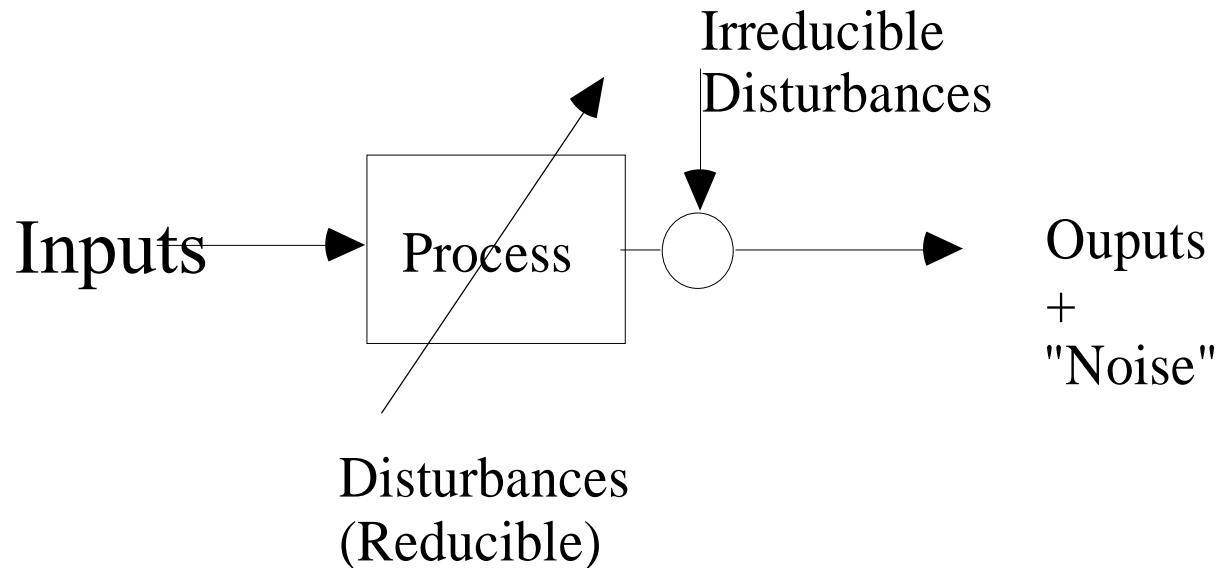 Irreducible
Disturbances
Inputs
Process
Ouputs
+
"Noise"
Disturbances
(Reducible)